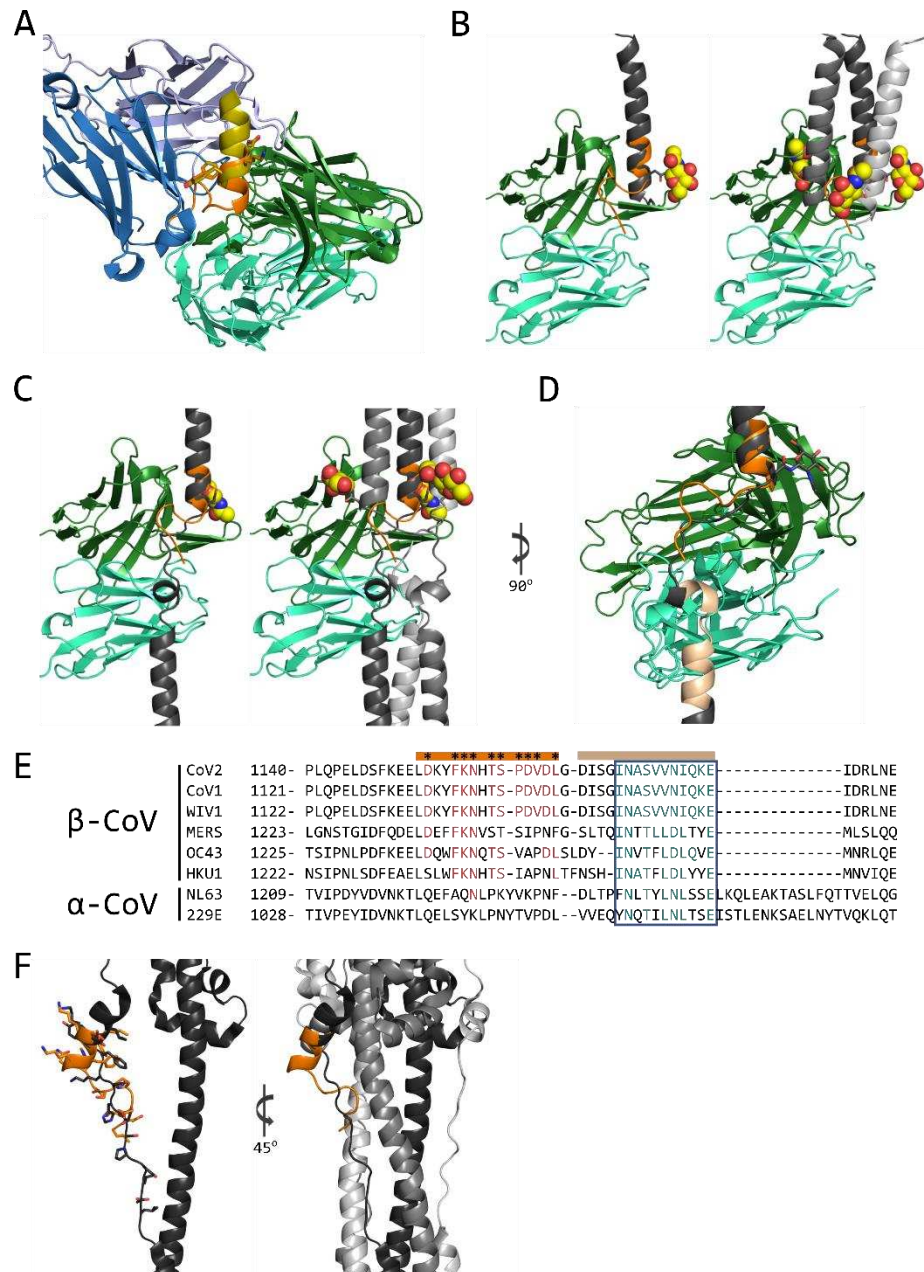 A
B
C
D
90°
E
β-CoV
CoV2 1140- PLQPELDSFKEELDKYFKNHTS-PDVDLG-DISGINASVVNIQKE--------------IDRLNE
CoV1 1121- PLQPELDSFKEELDKYFKNHTS-PDVDLG-DISGINASVVNIQKE--------------IDRLNE
WIV1 1122- PLQPELDSFKEELDKYFKNHTS-PDVDLG-DISGINASVVNIQKE--------------IDRLNE
MERS 1223- LGNSTGIDFQDELDEFFKNVST-SIPNFG-SLTQINTTLLDLTYE--------------MLSLQQ
OC43 1225- TSIPNLPDFKEELDQWFKNQTS-VAPDLSLDY--INVTFLDLQVE--------------MNRLQE
HKU1 1222- TSIPNLSDFEAELSLWFKNHTS-IAPNLTFNSH-INATFLDLYYE--------------MNVIQE
α-CoV
NL63 1209- TVIPDYVDVNKTLQEFAQNLPKYVKPNF--DLTPFNLTYLNLSSELKQLEAKTASLFQTTVELQG
229E 1028- TIVPEYIDVNKTLQELSYKLPNYTVPDL--VVEQYNQTILNLTSEISTLENKSAELNYTVQKLQT
F
45°